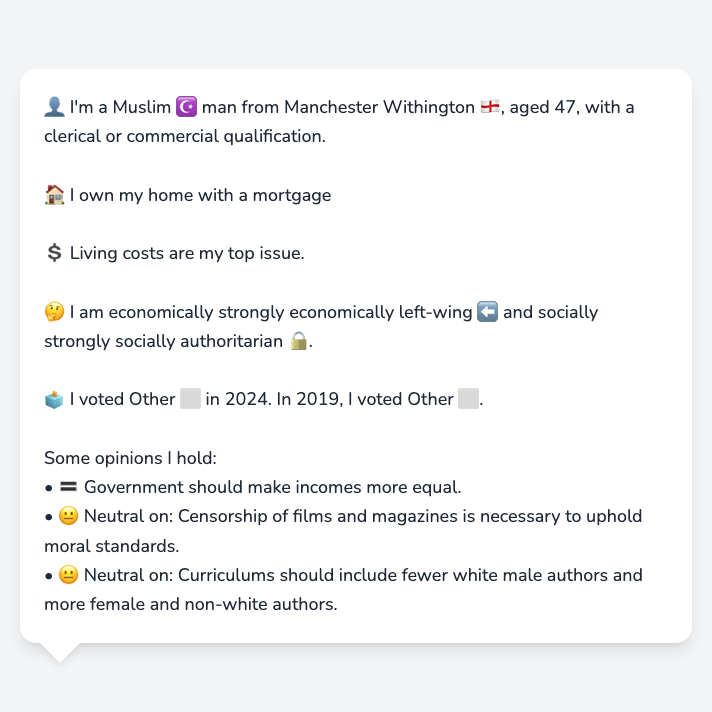 👤 I'm a Muslim ☪️ man from Manchester Withington 🏴󠁧󠁢󠁥󠁮󠁧󠁿, aged 47, with a
clerical or commercial qualification.
🏠 I own my home with a mortgage
💲 Living costs are my top issue.
🤔 I am economically strongly economically left-wing ⬅️ and socially
strongly socially authoritarian 🔒.
🗳️ I voted Other ⬜ in 2024. In 2019, I voted Other ⬜.
Some opinions I hold:
• 🟰 Government should make incomes more equal.
• 😐 Neutral on: Censorship of films and magazines is necessary to uphold
moral standards.
• 😐 Neutral on: Curriculums should include fewer white male authors and
more female and non-white authors.